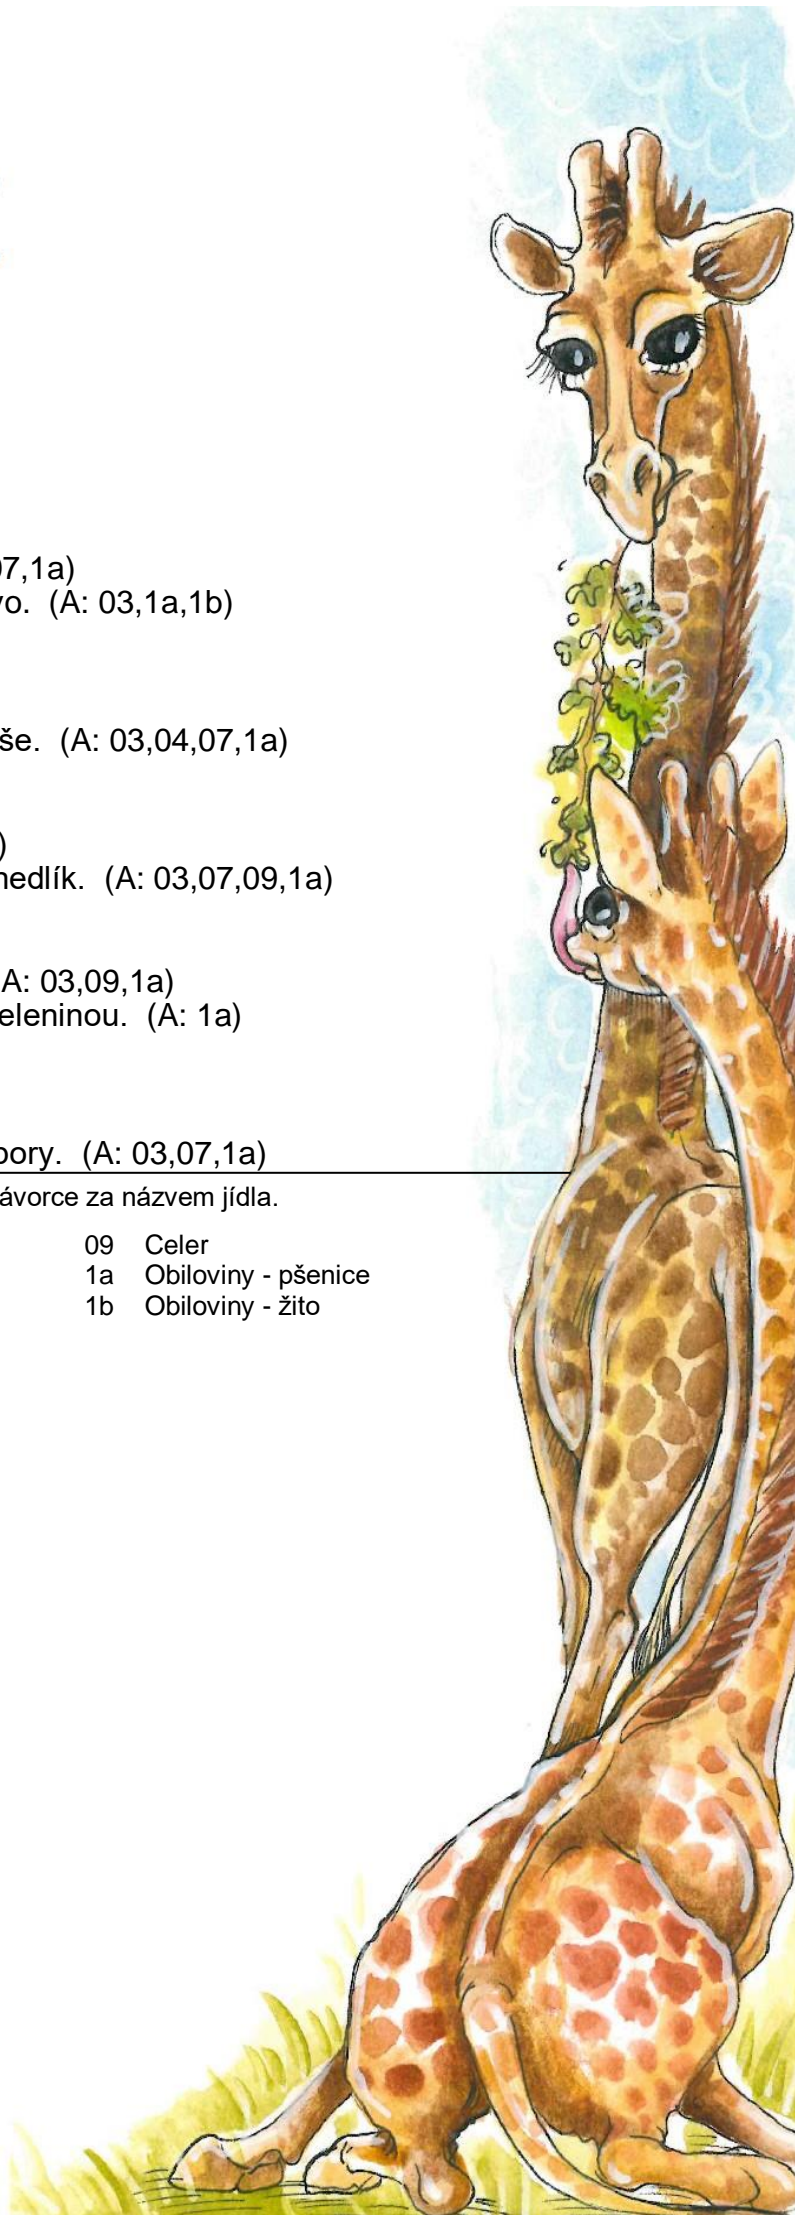 07,1a)
vo. (A: 03,1a,1b)
še. (A: 03,04,07,1a)
)
nedlík. (A: 03,07,09,1a)
A: 03,09,1a)
eleninou. (A: 1a)
pory. (A: 03,07,1a)
ávorce za názvem jídla.
09 Celer
1a Obiloviny - pšenice
1b Obiloviny - žito